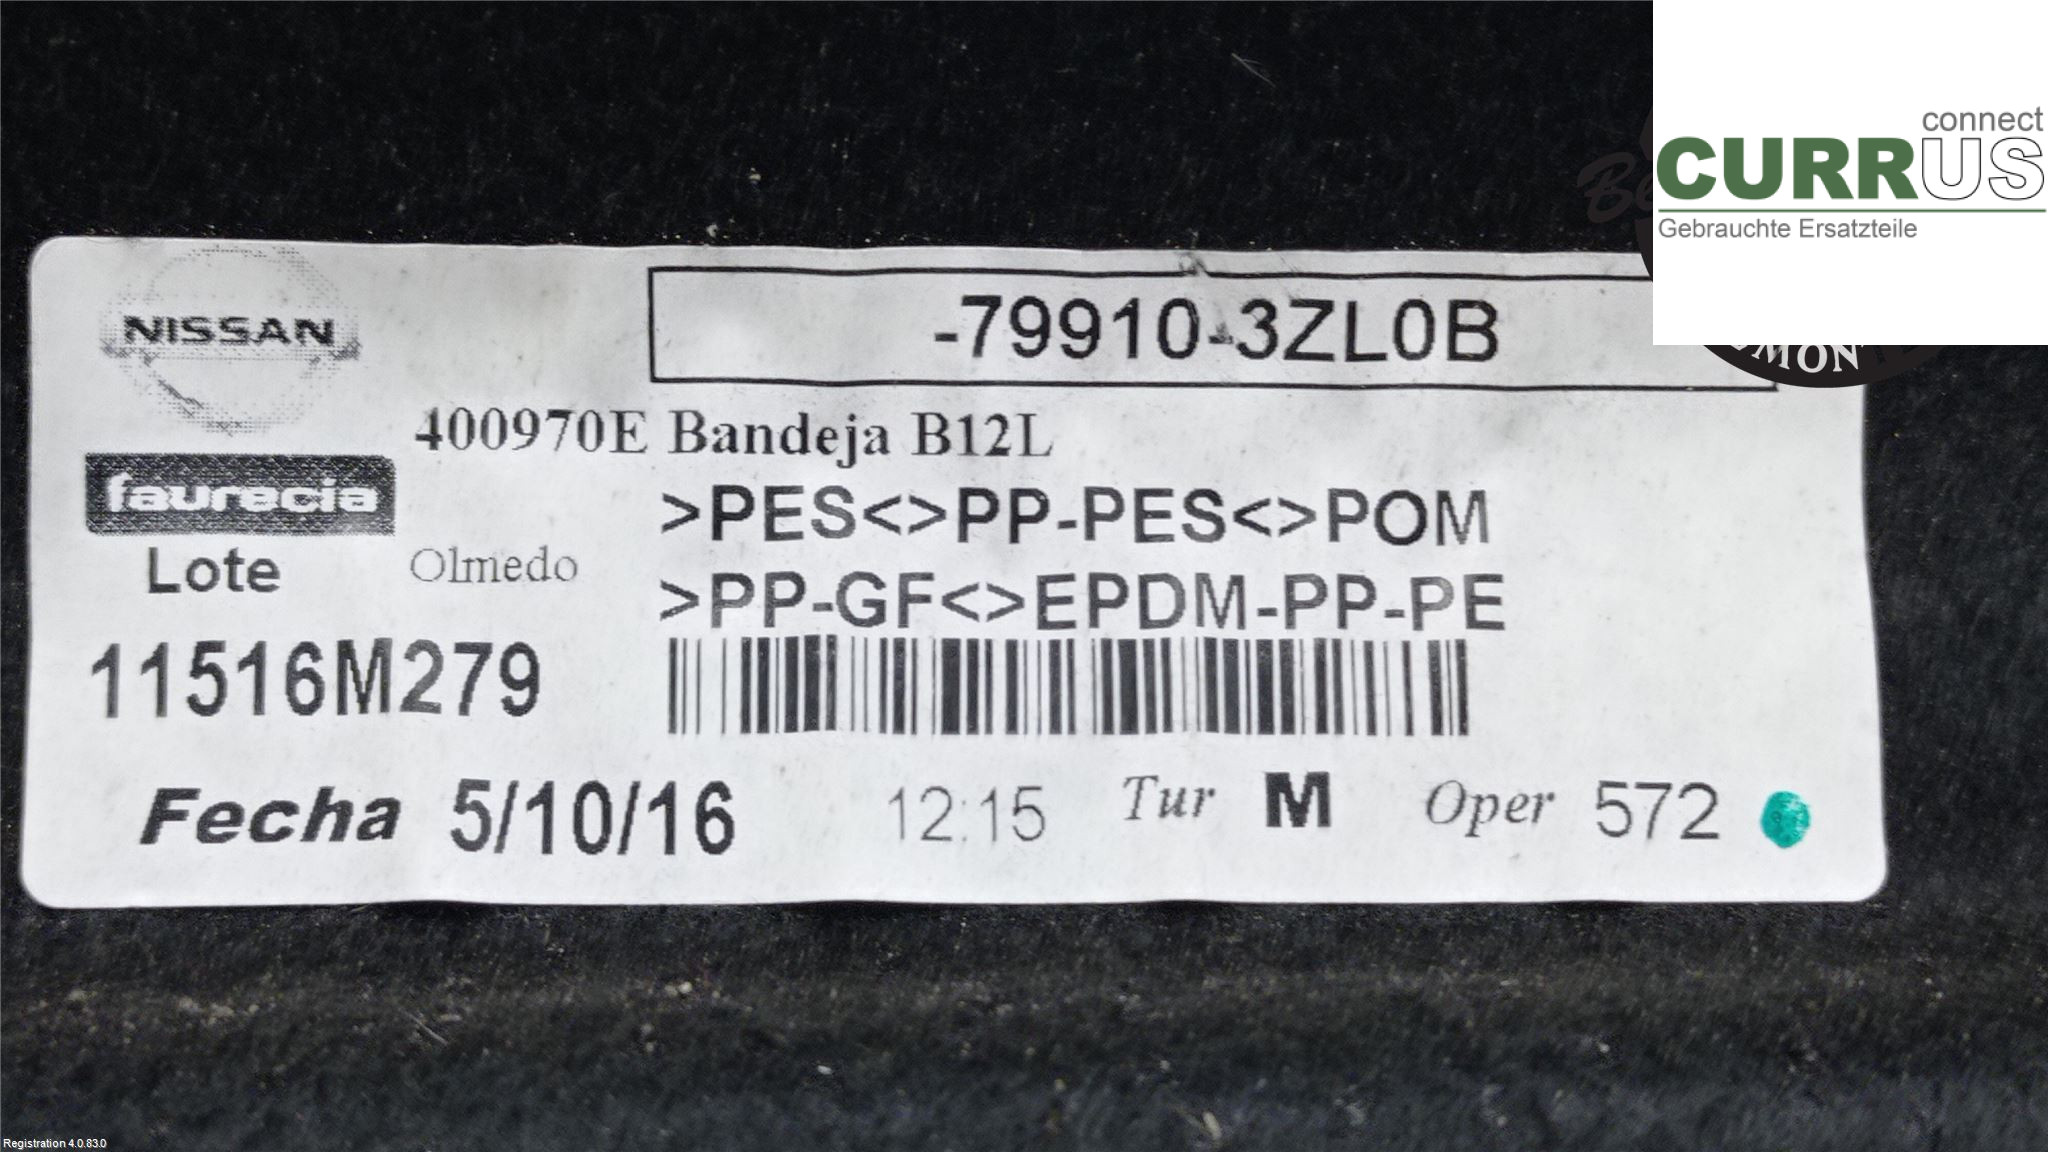 connect
CURRUS
Gebrauchte Ersatzteile
NISSAN
-79910-3ZL0B
400970E Bandeja B12L
faurecia
>PES<>PP-PES<>POM
Lote Olmedo
>PP-GF<>EPDM-PP-PE
11516M279
Fecha 5/10/16 12:15 Tur M Oper 572
Registration 4.0.83.0